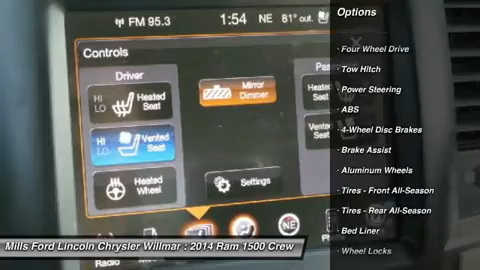 FM 95.3
1:54
NE
81° out.
Controls
Driver
HI
LO
Heated
Seat
HI
LO
Vented
Seat
Heated
Wheel
Mirror
Dimmer
Settings
Heated
Seat
Vented
Seat
NE
Radio
Options
· Four Wheel Drive
· Tow Hitch
· Power Steering
· ABS
· 4-Wheel Disc Brakes
· Brake Assist
· Aluminum Wheels
· Tires - Front All-Season
· Tires - Rear All-Season
· Bed Liner
· Wheel Locks
Mills Ford Lincoln Chrysler Willmar : 2014 Ram 1500 Crew